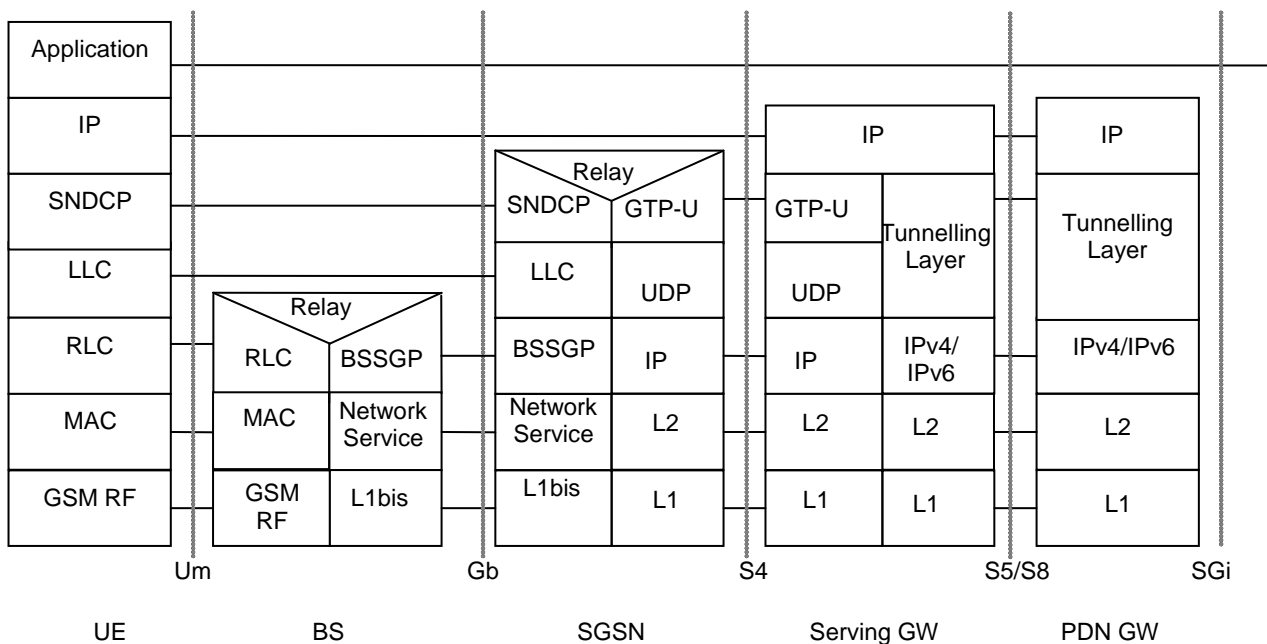 Application
IP
IP
IP
Relay
SNDCP
SNDCP
GTP-U
GTP-U
Tunnelling
Layer
Tunnelling
Layer
LLC
LLC
UDP
UDP
Relay
RLC
RLC
BSSGP
BSSGP
IP
IP
IPv4/
IPv6
IPv4/IPv6
MAC
MAC
Network
Service
Network
Service
L2
L2
L2
L2
GSM RF
GSM
RF
L1bis
L1bis
L1
L1
L1
L1
Um
Gb
S4
S5/S8
SGi
UE
BS
SGSN
Serving GW
PDN GW